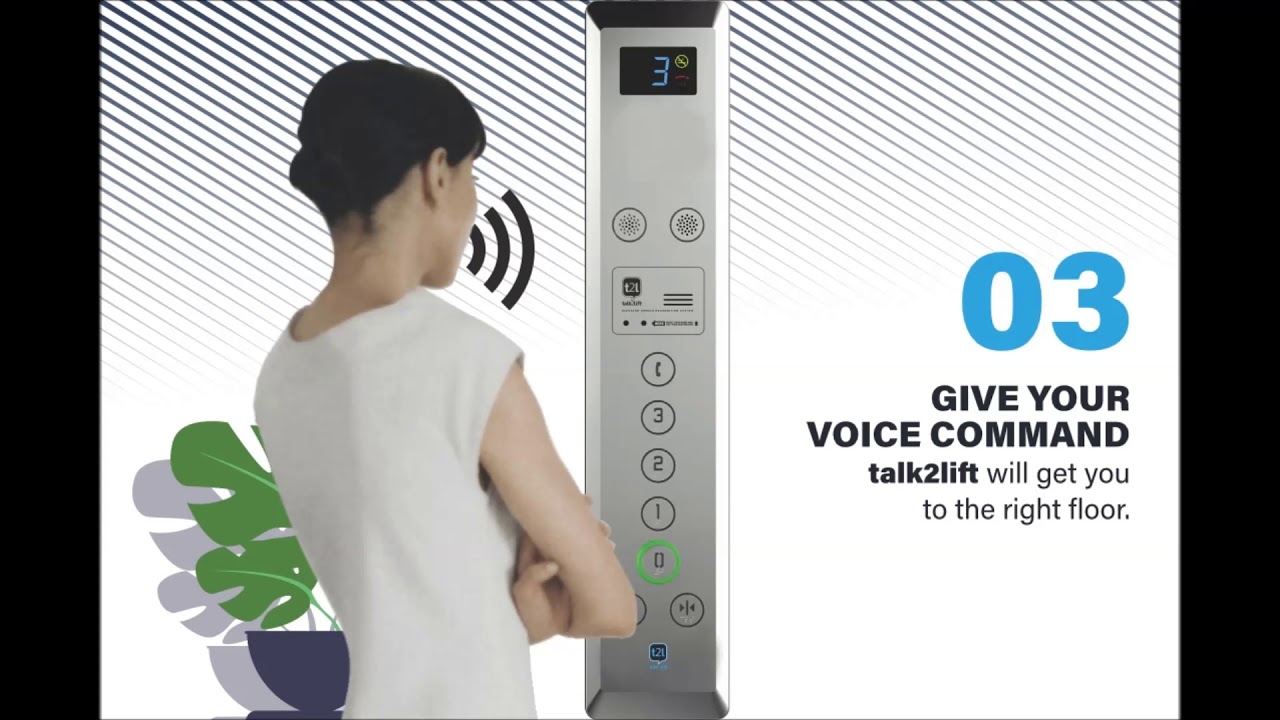 3
t2l
talk2lift
3
2
1
0
t2l
03
GIVE YOUR
VOICE COMMAND
talk2lift will get you
to the right floor.